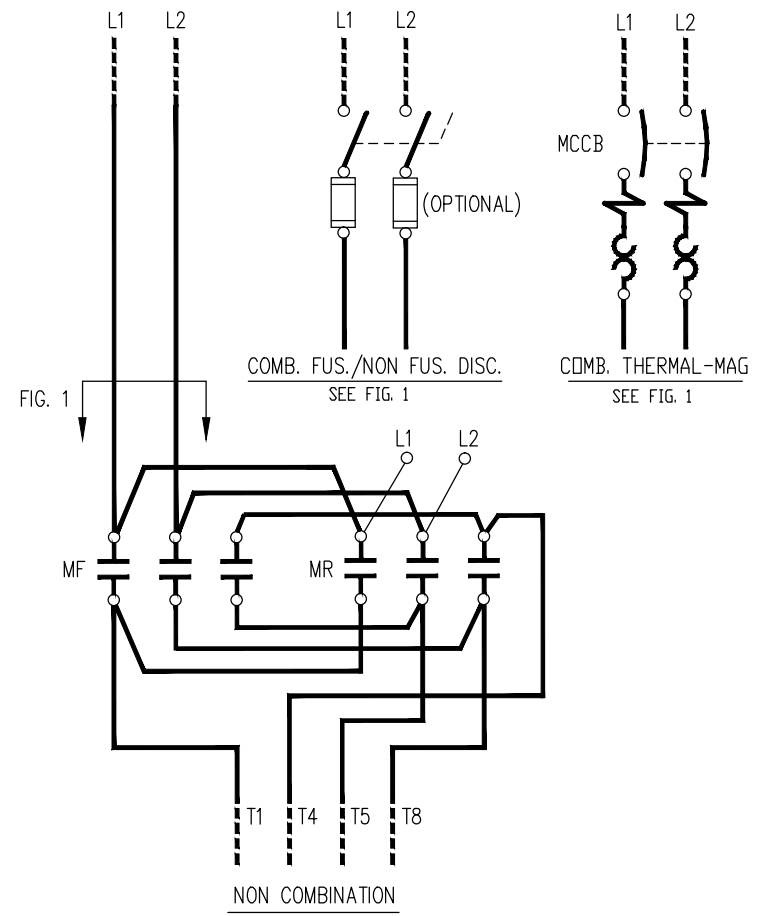 L1 L2
L1 L2
L1 L2
MCCB
(OPTIONAL)
COMB. FUS./NON FUS. DISC.
SEE FIG. 1
COMB. THERMAL-MAG
SEE FIG. 1
FIG. 1
L1 L2
MF
MR
T1 T4 T5 T8
NON COMBINATION